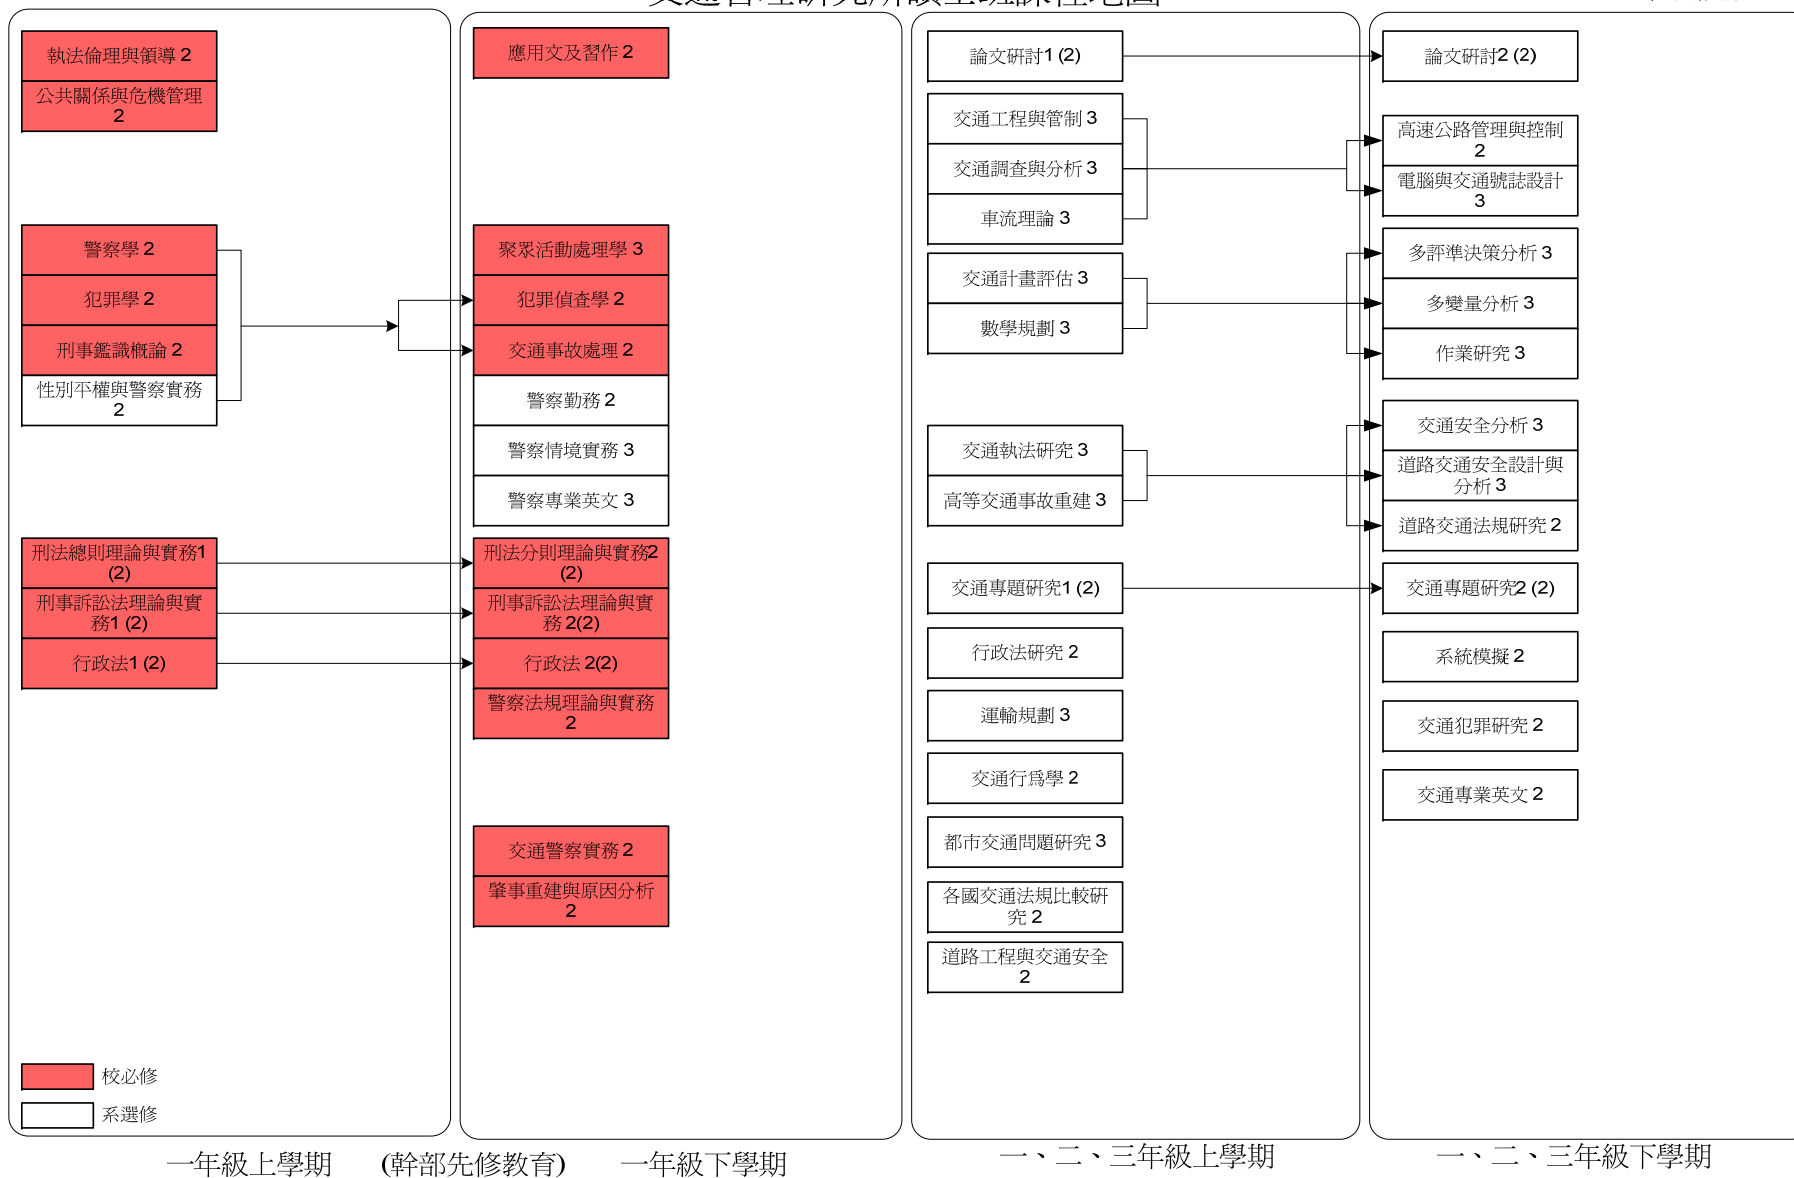 交通管理研究所碩士班課程地圖
執法倫理與領導 2
公共關係與危機管理
2
警察學 2
犯罪學 2
刑事鑑識概論 2
性別平權與警察實務
2
刑法總則理論與實務1
(2)
刑事訴訟法理論與實
務1 (2)
行政法1 (2)
校必修
系選修
應用文及習作 2
聚眾活動處理學 3
犯罪偵查學 2
交通事故處理 2
警察勤務 2
警察情境實務 3
警察專業英文 3
刑法分則理論與實務2
(2)
刑事訴訟法理論與實
務 2(2)
行政法 2(2)
警察法規理論與實務
2
交通警察實務 2
肇事重建與原因分析
2
論文研討1 (2)
交通工程與管制 3
交通調查與分析 3
車流理論 3
交通計畫評估 3
數學規劃 3
交通執法研究 3
高等交通事故重建 3
交通專題研究1 (2)
行政法研究 2
運輸規劃 3
交通行為學 2
都市交通問題研究 3
各國交通法規比較研
究 2
道路工程與交通安全
2
論文研討2 (2)
高速公路管理與控制
2
電腦與交通號誌設計
3
多評準決策分析 3
多變量分析 3
作業研究 3
交通安全分析 3
道路交通安全設計與
分析 3
道路交通法規研究 2
交通專題研究2 (2)
系統模擬 2
交通犯罪研究 2
交通專業英文 2
一年級上學期
(幹部先修教育)
一年級下學期
一、二、三年級上學期
一、二、三年級下學期